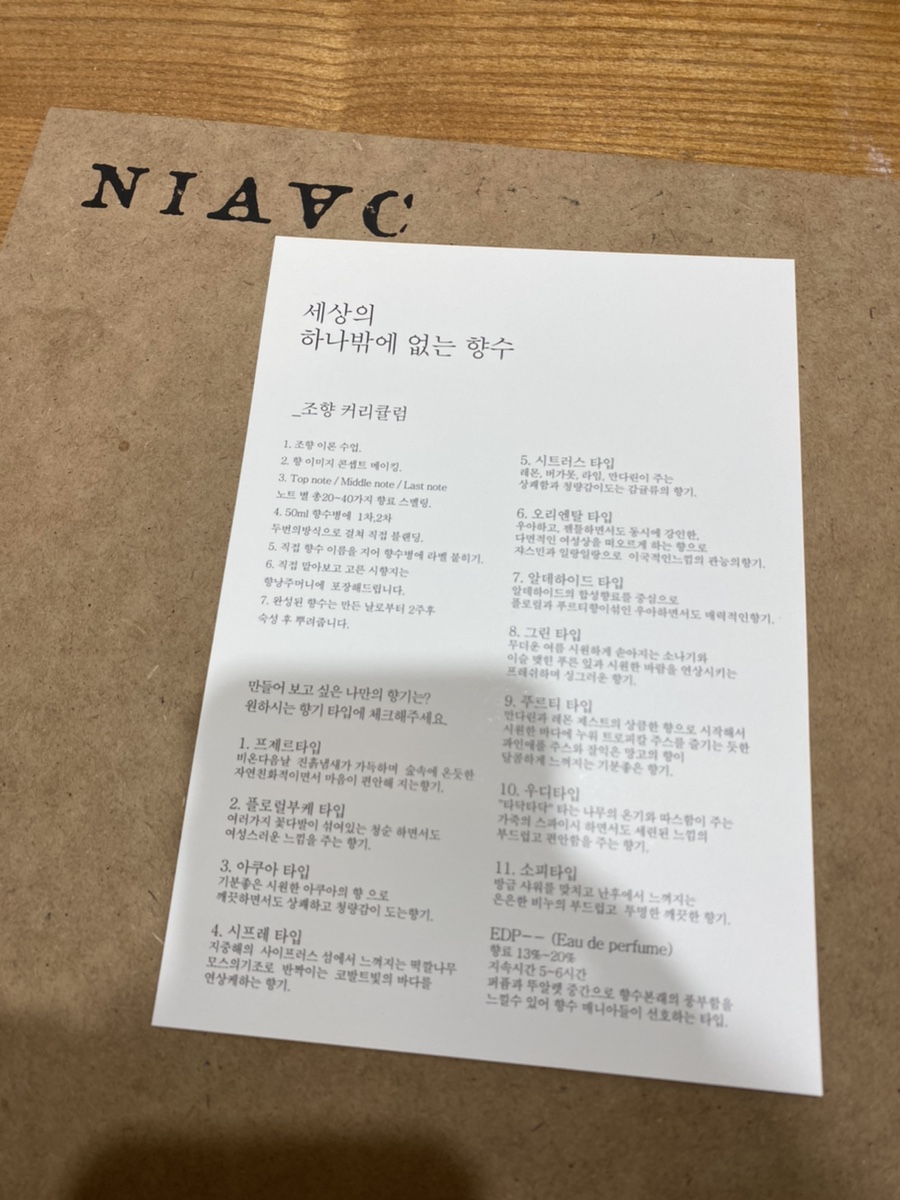 NIAVC
세상의
하나밖에 없는 향수
_조향 커리큘럼
1. 조향 이론 수업.
2. 향 이미지 콘셉트 메이킹.
3. Top note / Middle note / Last note
노트 별 총20~40가지 향료 스멜링.
4. 50ml 향수병에 1차,2차
두번의방식으로 걸쳐 직접 블랜딩.
5. 직접 향수 이름을 지어 향수병에 라벨 붙히기.
6. 직접 맡아보고 고른 시향지는
향낭주머니에 포장해드립니다.
7. 완성된 향수는 만든 날로부터 2주후
숙성 후 뿌려줍니다.
만들어 보고 싶은 나만의 향기는?
원하시는 향기 타입에 체크해주세요.
1. 프제르타입
비온다음날 진흙냄새가 가득하며 숲속에 온듯한
자연친화적이면서 마음이 편안해 지는향기.
2. 플로럴부케 타입
여러가지 꽃다발이 섞여있는 청순 하면서도
여성스러운 느낌을 주는 향기.
3. 아쿠아 타입
기분좋은 시원한 아쿠아의 향 으로
깨끗하면서도 상쾌하고 청량감이 도는향기.
4. 시프레 타입
지중해의 사이프러스 섬에서 느껴지는 떡깔나무
모스의기조로 반짝이는 코발트빛의 바다를
연상케하는 향기.
5. 시트러스 타입
레몬, 버가못, 라임, 만다린이 주는
상쾌함과 청량감이도는 감귤류의 향기.
6. 오리엔탈 타입
우아하고, 젠틀하면서도 동시에 강인한,
다면적인 여성상을 떠오르게 하는 향으로
쟈스민과 일랑일랑으로 이국적인느낌의 관능의향기.
7. 알데하이드 타입
알데하이드의 합성향료를 중심으로
플로럴과 푸르티향이섞인 우아하면서도 매력적인향기.
8. 그린 타입
무더운 여름 시원하게 쏟아지는 소나기와
이슬 맺힌 푸른 잎과 시원한 바람을 연상시키는
프레쉬하며 싱그러운 향기.
9. 푸르티 타입
만다린과 레몬 제스트의 상큼한 향으로 시작해서
시원한 바다에 누워 트로피칼 주스를 즐기는 듯한
파인애플 주스와 잘익은 망고의 향이
달콤하게 느껴지는 기분좋은 향기.
10. 우디타입
"타닥타닥" 타는 나무의 온기와 따스함이 주는
가죽의 스파이시 하면서도 세련된 느낌의
부드럽고 편안함을 주는 향기.
11. 소피타입
방금 샤워를 맞치고 난후에서 느껴지는
은은한 비누의 부드럽고 투명한 깨끗한 향기.
EDP-- (Eau de perfume)
향료 13%~20%
지속시간 5~6시간
퍼퓸과 뚜알렛 중간으로 향수본래의 풍부함을
느낄수 있어 향수 매니아들이 선호하는 타입.